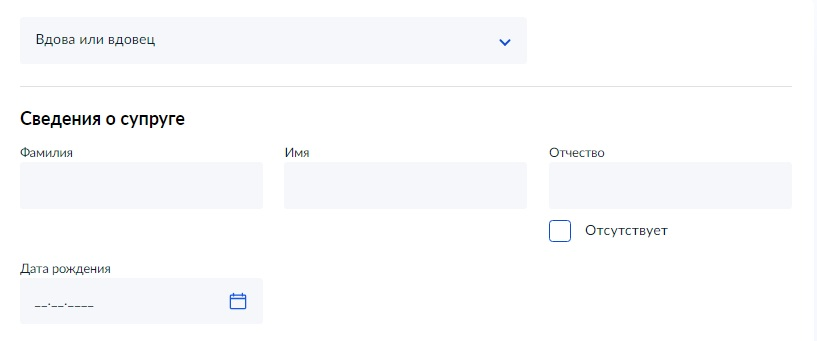 Вдова или вдовец
Сведения о супруге
Фамилия Имя Отчество
Отсутствует
Дата рождения
__.__.____